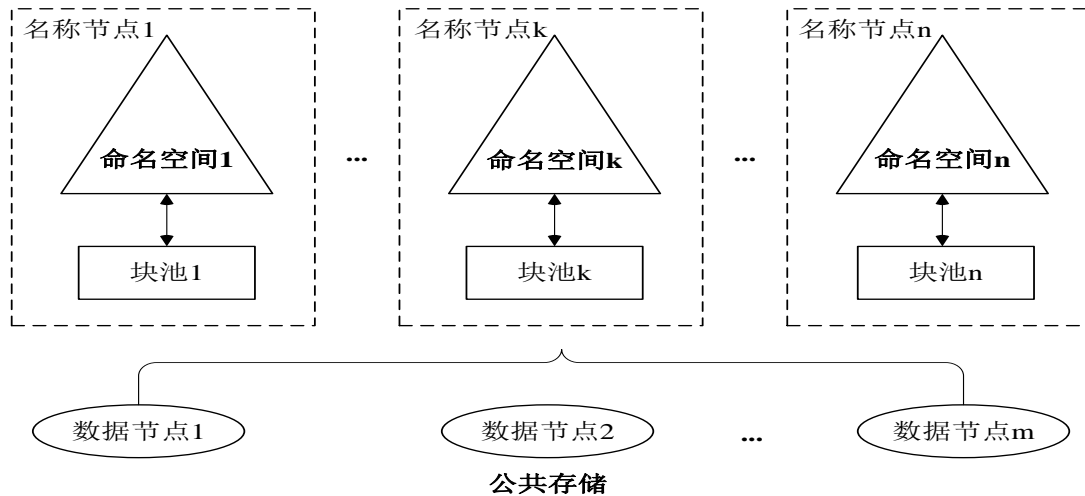 名称节点1
名称节点k
名称节点n
命名空间1
...
命名空间k
...
命名空间n
块池1
块池k
块池n
数据节点1
数据节点2
...
数据节点m
公共存储